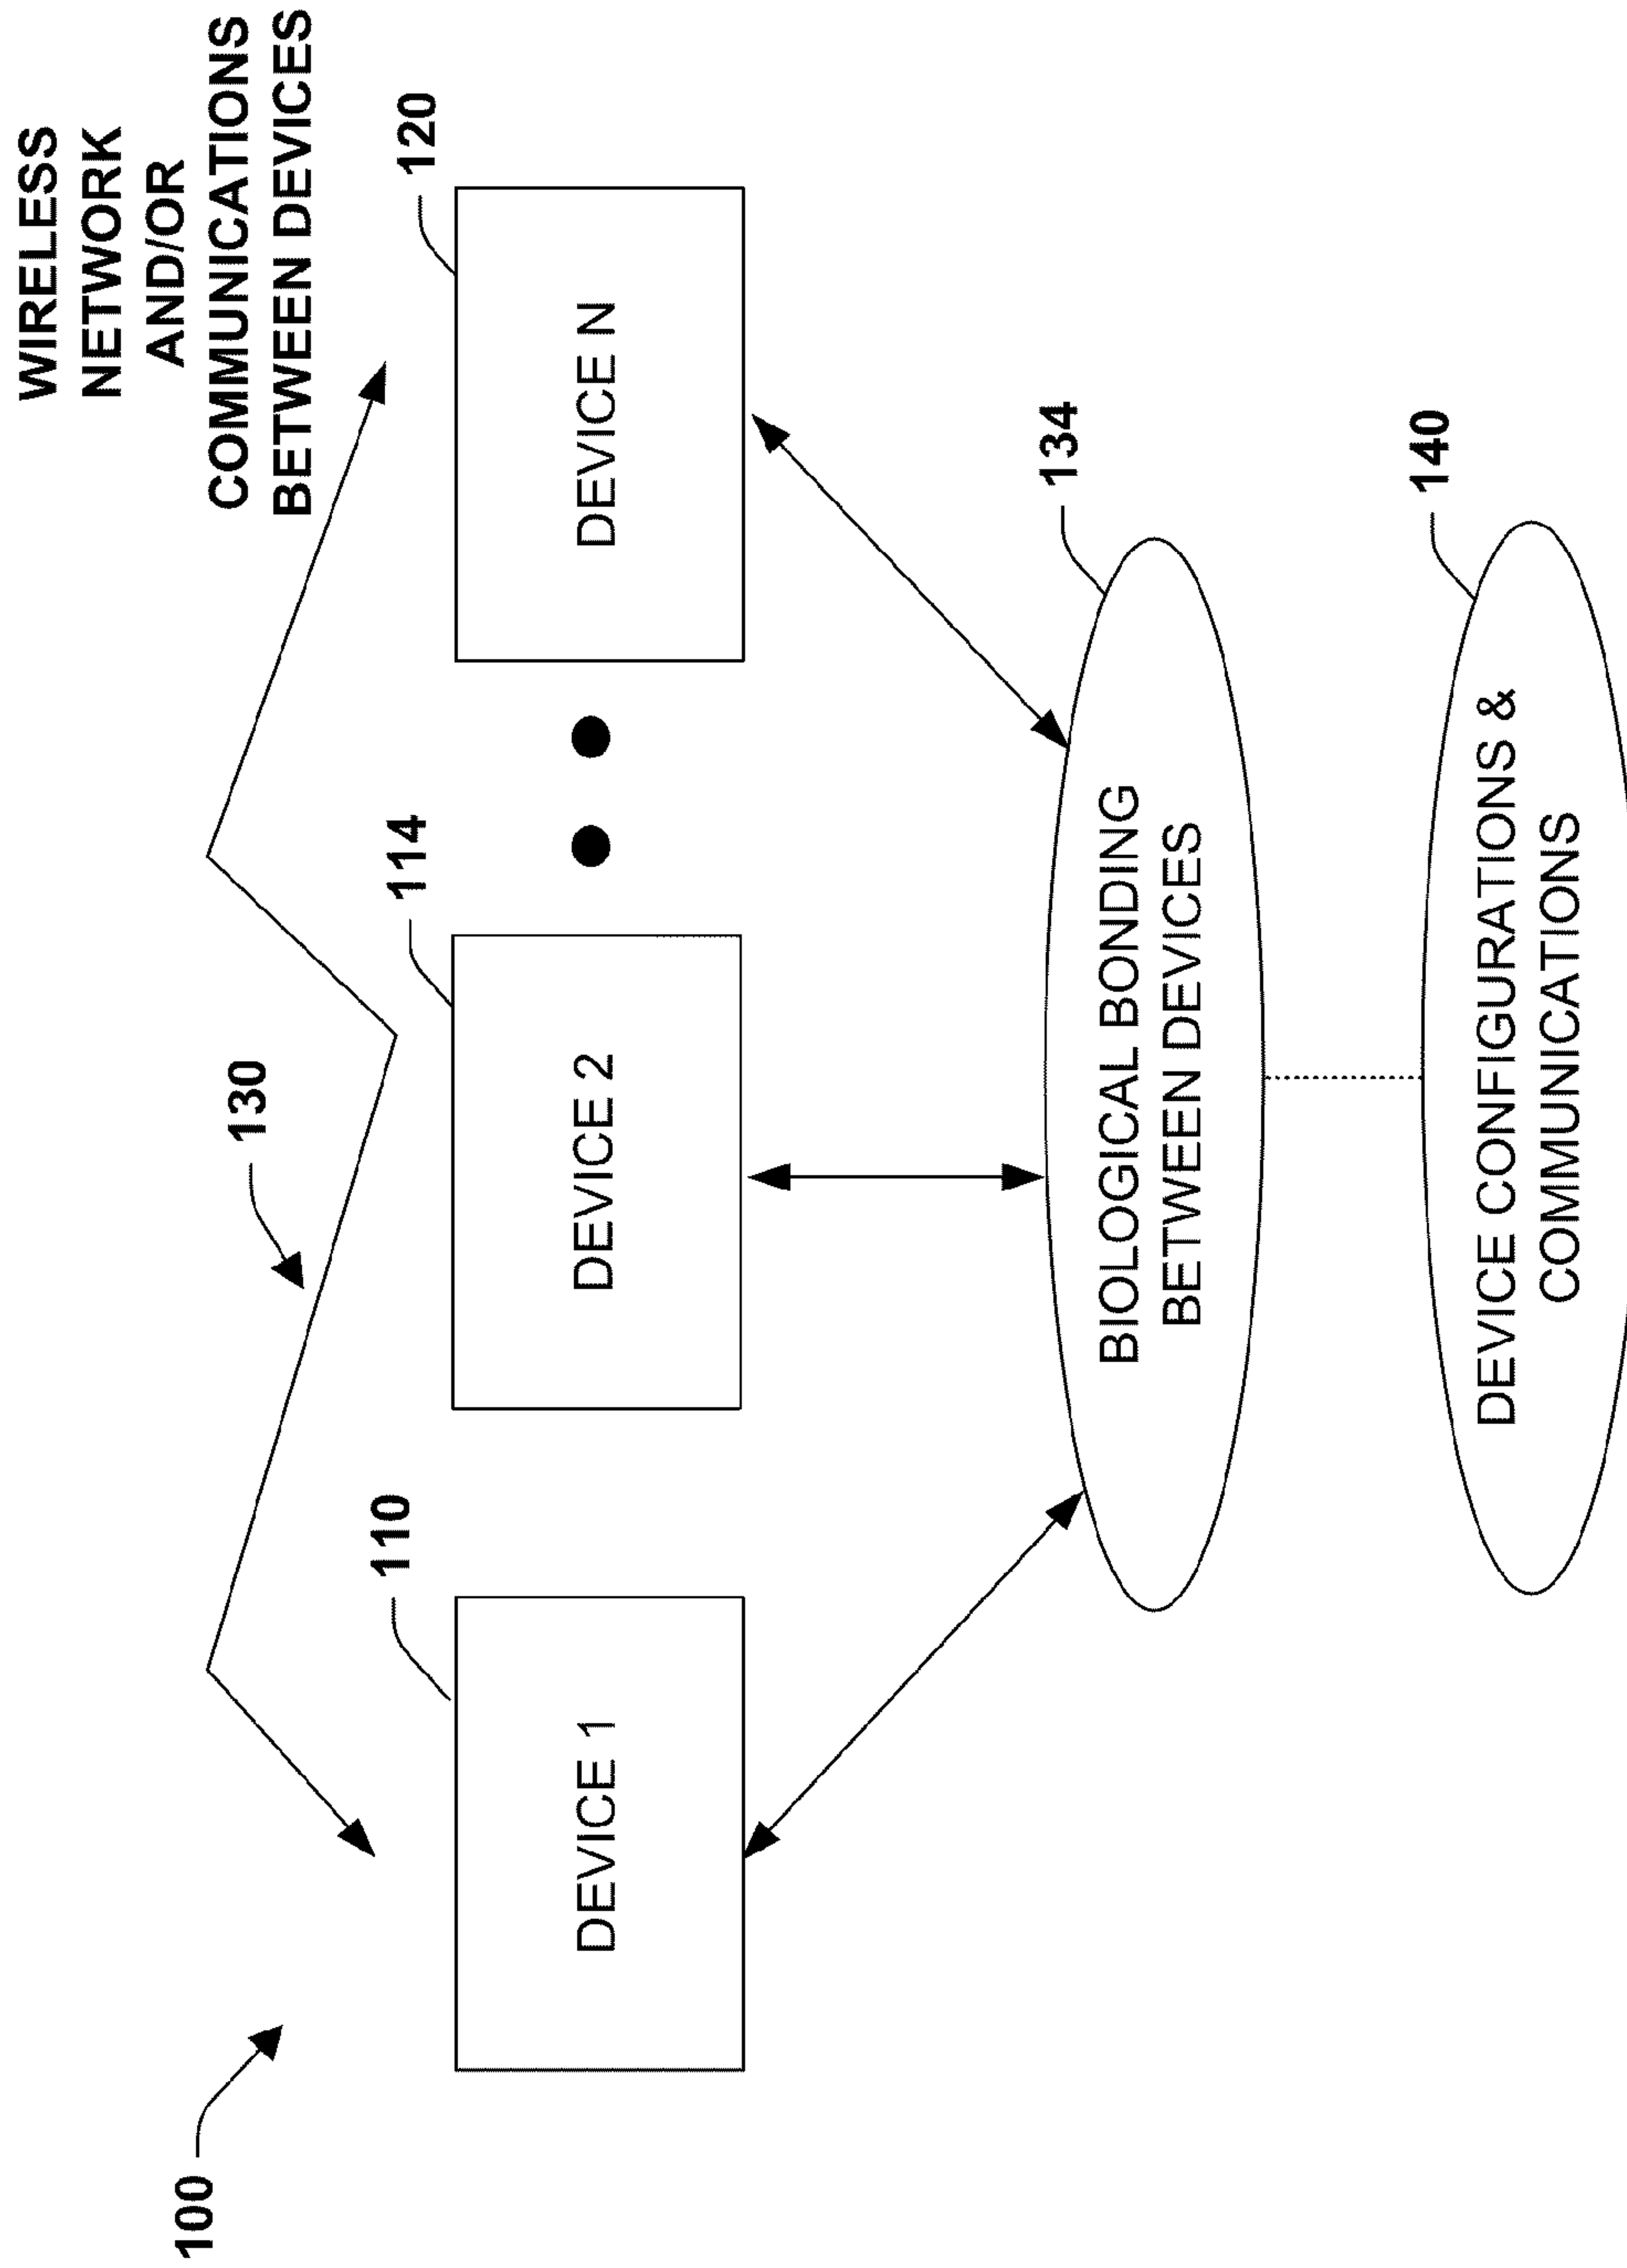 100
130
WIRELESS
NETWORK
AND/OR
COMMUNICATIONS
BETWEEN DEVICES
110
114
120
DEVICE 1
DEVICE 2
DEVICE N
134
BIOLOGICAL BONDING
BETWEEN DEVICES
140
DEVICE CONFIGURATIONS &
COMMUNICATIONS